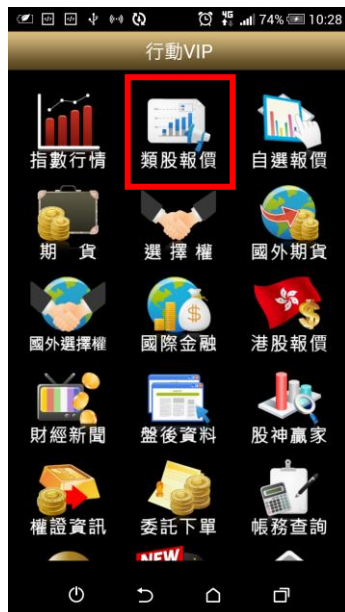 4G 74% 10:28
行動VIP
指數行情 類股報價 自選報價
期 貨 選 擇 權 國外期貨
國外選擇權 國際金融 港股報價
財經新聞 盤後資料 股神贏家
權證資訊 委託下單 帳務查詢
NEW